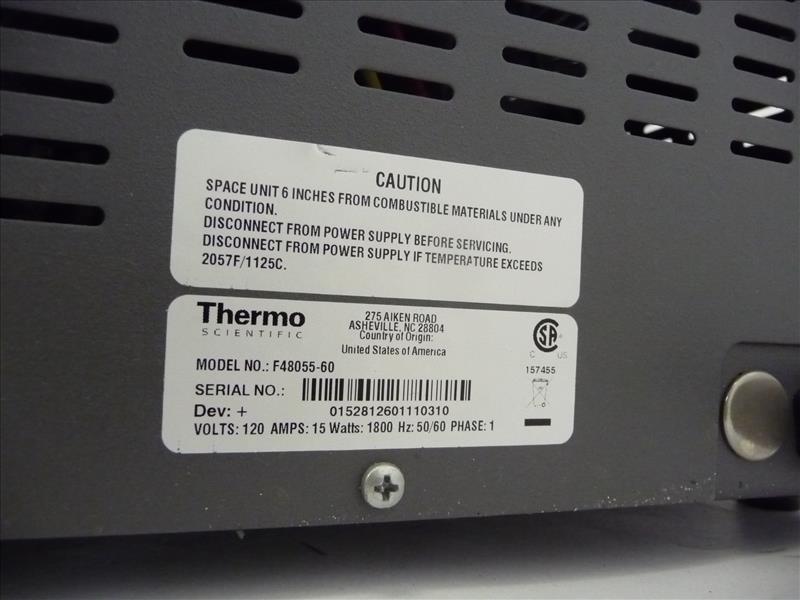 CAUTION
SPACE UNIT 6 INCHES FROM COMBUSTIBLE MATERIALS UNDER ANY
CONDITION.
DISCONNECT FROM POWER SUPPLY BEFORE SERVICING.
DISCONNECT FROM POWER SUPPLY IF TEMPERATURE EXCEEDS
2057F/1125C.
Thermo
SCIENTIFIC
275 AIKEN ROAD
ASHEVILLE, NC 28804
Country of Origin:
United States of America
SA
C US
157455
MODEL NO.: F48055-60
SERIAL NO.:
Dev: + 0152812601110310
VOLTS: 120 AMPS: 15 Watts: 1800 Hz: 50/60 PHASE: 1